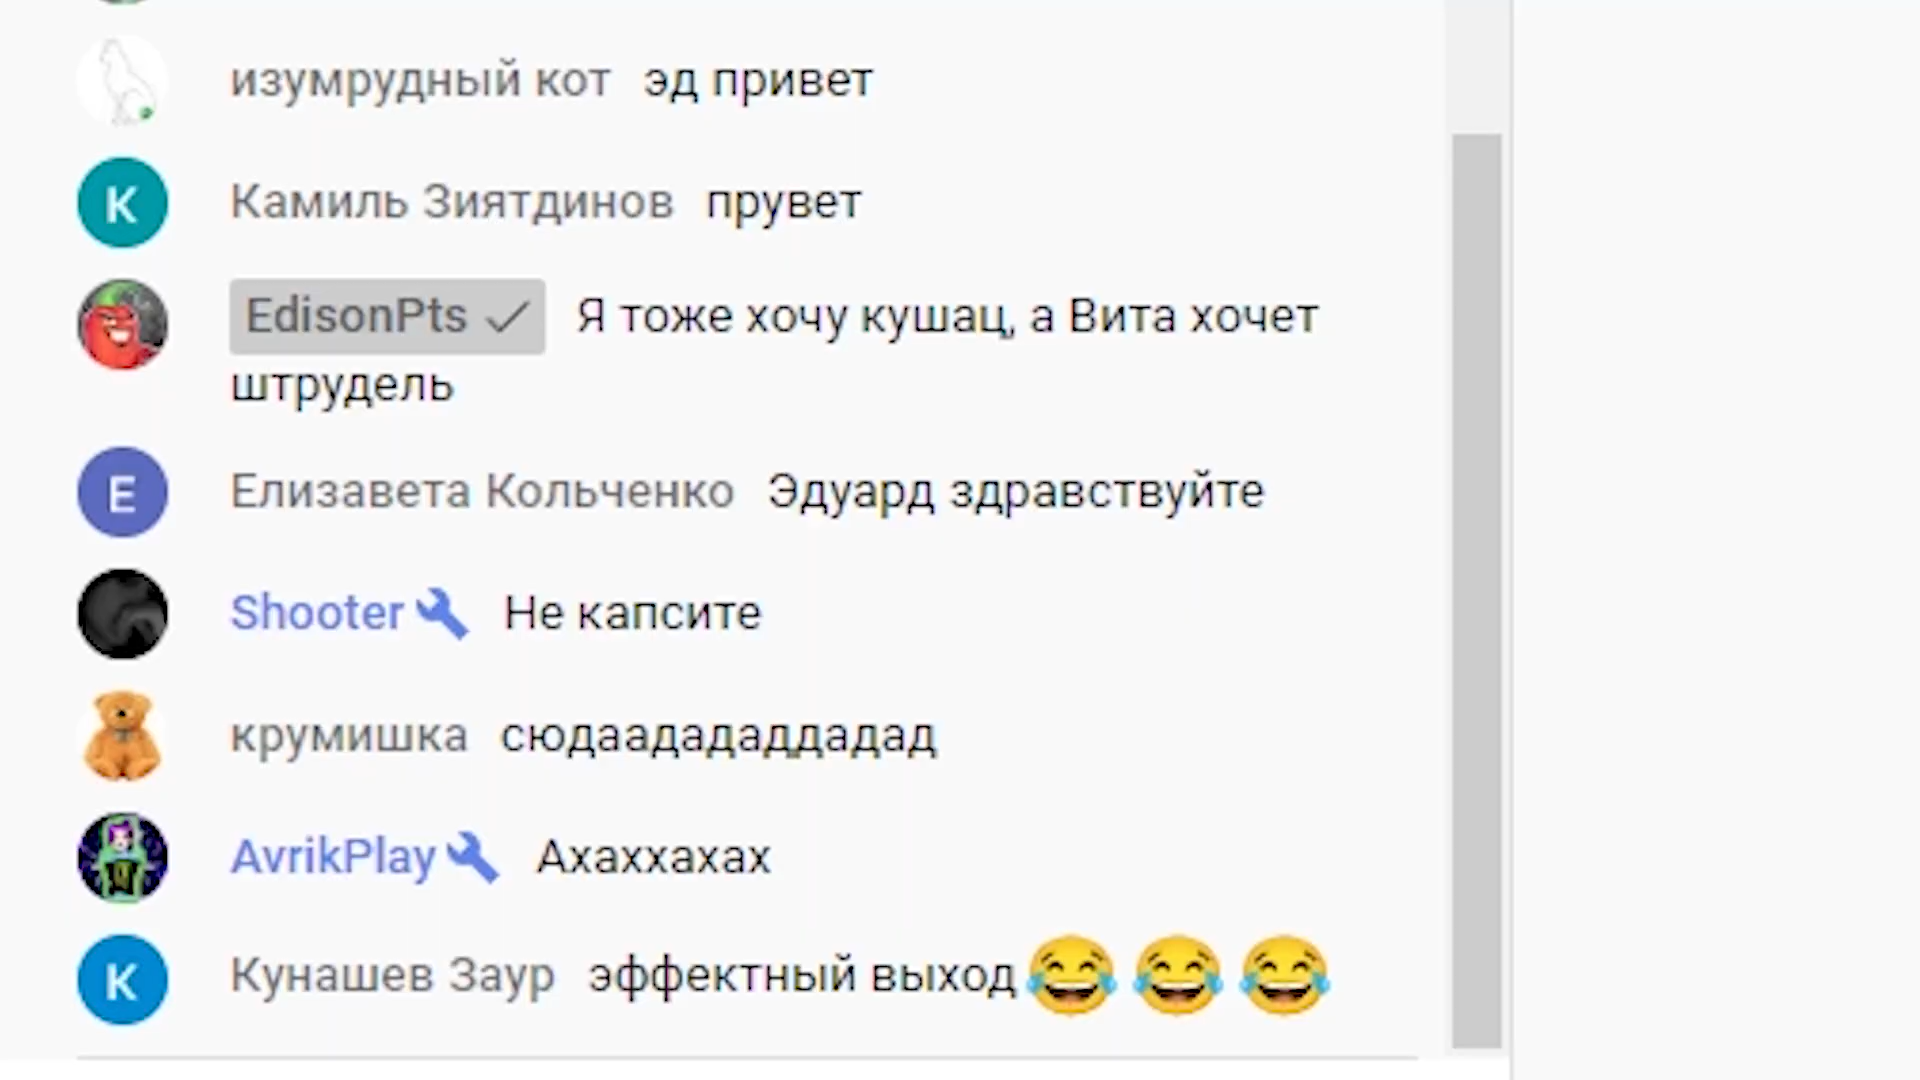 изумрудный кот эд привет
К Камиль Зиятдинов прувет
EdisonPts Я тоже хочу кушац, а Вита хочет
штрудель
Е Елизавета Кольченко Эдуард здравствуйте
Shooter Не капсите
крумишка сюдаадададдадад
AvrikPlay Ахаххахах
К Кунашев Заур эффектный выход😂😂😂